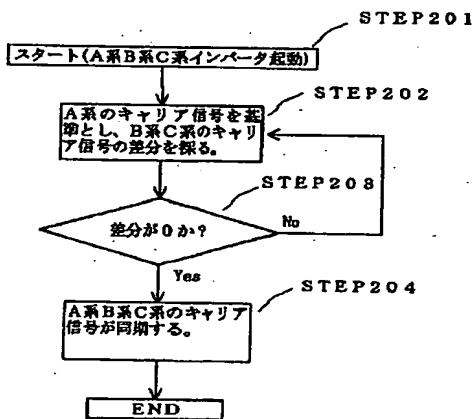 STEP201
スタート(A系B系C系インバータ起動)
STEP202
A系のキャリア信号を基
準とし、B系C系のキャリ
ア信号の差分を採る。
STEP203
差分が0か?
No
Yes
STEP204
A系B系C系のキャリア
信号が同期する。
END